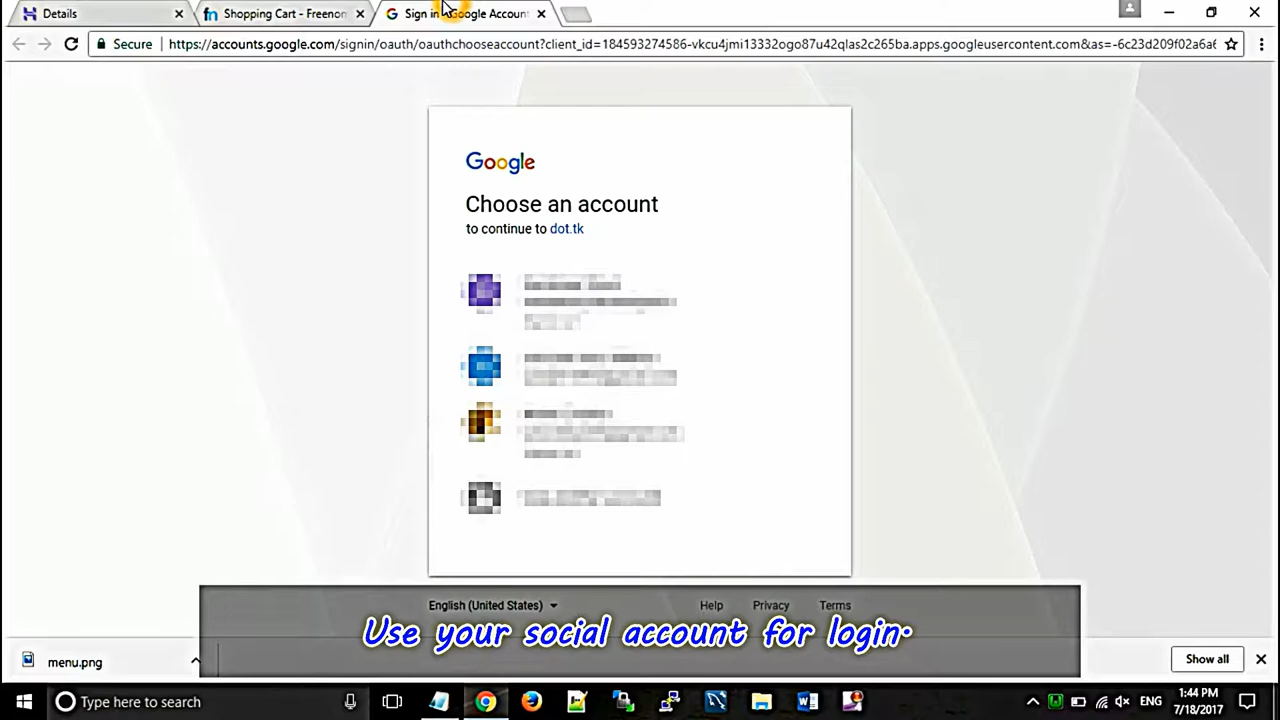 Details
Shopping Cart - Freenom
Sign in Google Account
Secure
https://accounts.google.com/signin/oauth/oauthchooseaccount?client_id=184593274586-vkcu4jmi13332ogo87u42qlas2c265ba.apps.googleusercontent.com&as=-6c23d209f02a6a6
Google
Choose an account
to continue to dot.tk
English (United States)
Help
Privacy
Terms
Use your social account for login.
menu.png
Show all
Type here to search
ENG
1:44 PM
7/18/2017